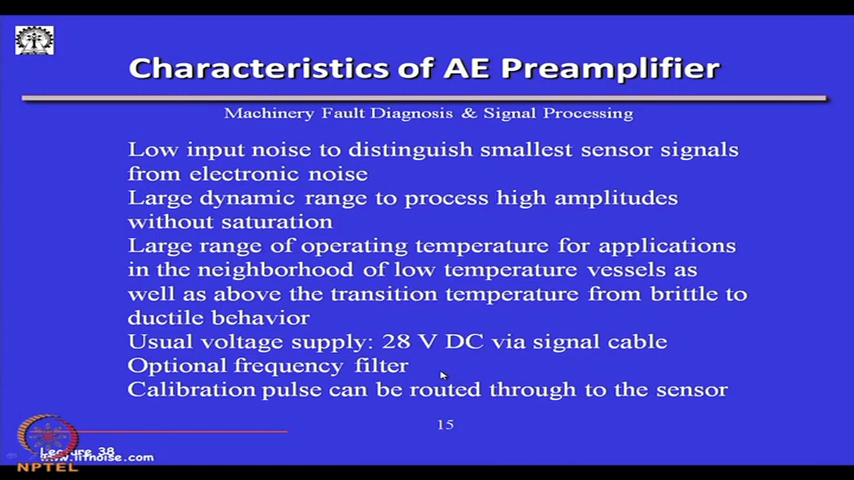 Characteristics of AE Preamplifier
Machinery Fault Diagnosis & Signal Processing
Low input noise to distinguish smallest sensor signals
from electronic noise
Large dynamic range to process high amplitudes
without saturation
Large range of operating temperature for applications
in the neighborhood of low temperature vessels as
well as above the transition temperature from brittle to
ductile behavior
Usual voltage supply: 28 V DC via signal cable
Optional frequency filter
Calibration pulse can be routed through to the sensor
15
Lecture 38
www.iitnoise.com
NPTEL